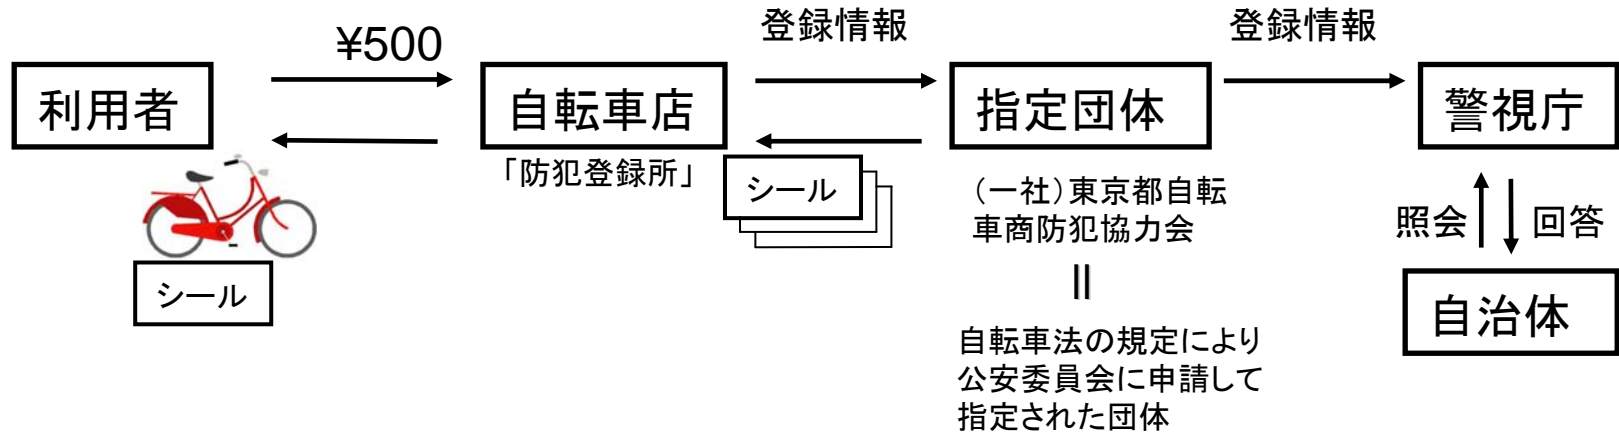 ¥500
登録情報
登録情報
利用者
自転車店
指定団体
警視庁
「防犯登録所」
シール
(一社)東京都自転
車商防犯協力会
照会
回答
シール
||
自治体
自転車法の規定により
公安委員会に申請して
指定された団体